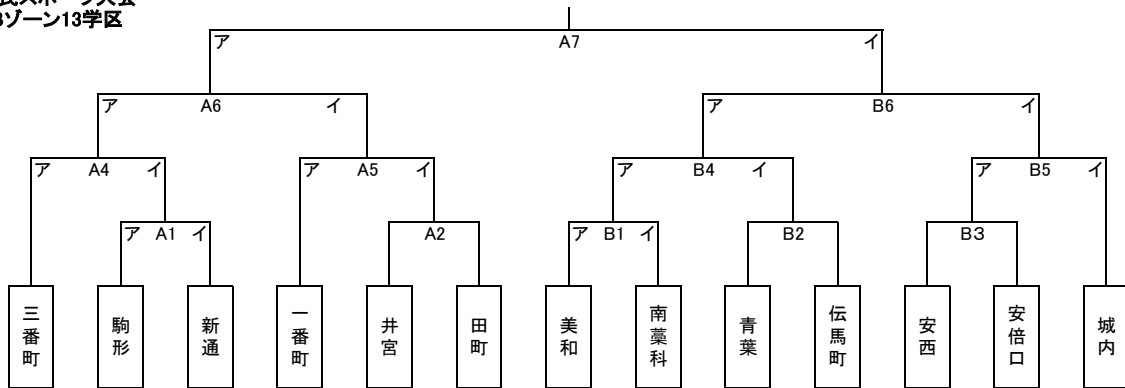 民スポーツ大会
3ゾーン13学区
ア A7 イ
ア A6 イ
ア B6 イ
ア A4 イ
ア A5 イ
ア B4 イ
ア B5 イ
ア A1 イ
A2
ア B1 イ
B2
B3
三番町
駒形
新通
一番町
井宮
田町
美和
南藁科
青葉
伝馬町
安西
安倍口
城内